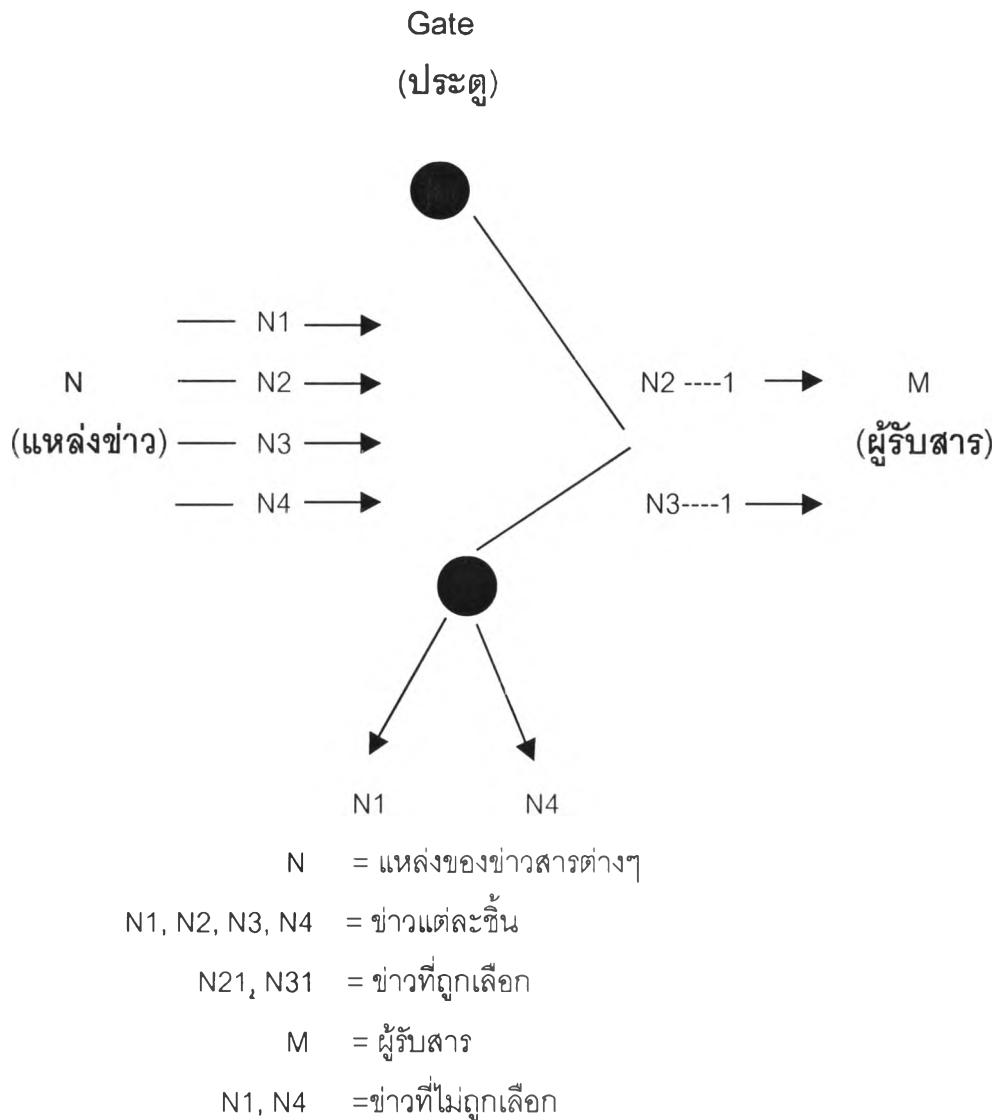 Gate
(ประตู)
N1
N2
N3
N4
N
(แหล่งข่าว)
N2 ----1
N3----1
M
(ผู้รับสาร)
N1 N4
N = แหล่งของข่าวสารต่างๆ
N1, N2, N3, N4 = ข่าวแต่ละชิ้น
N21, N31 = ข่าวที่ถูกเลือก
M = ผู้รับสาร
N1, N4 =ข่าวที่ไม่ถูกเลือก